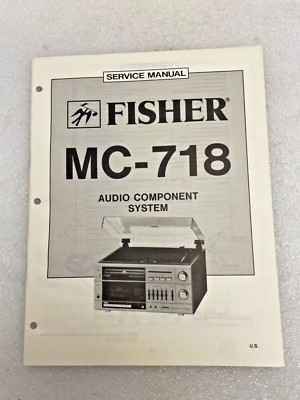 SERVICE MANUAL
FISHER®
MC-718
AUDIO COMPONENT
SYSTEM
U.S.